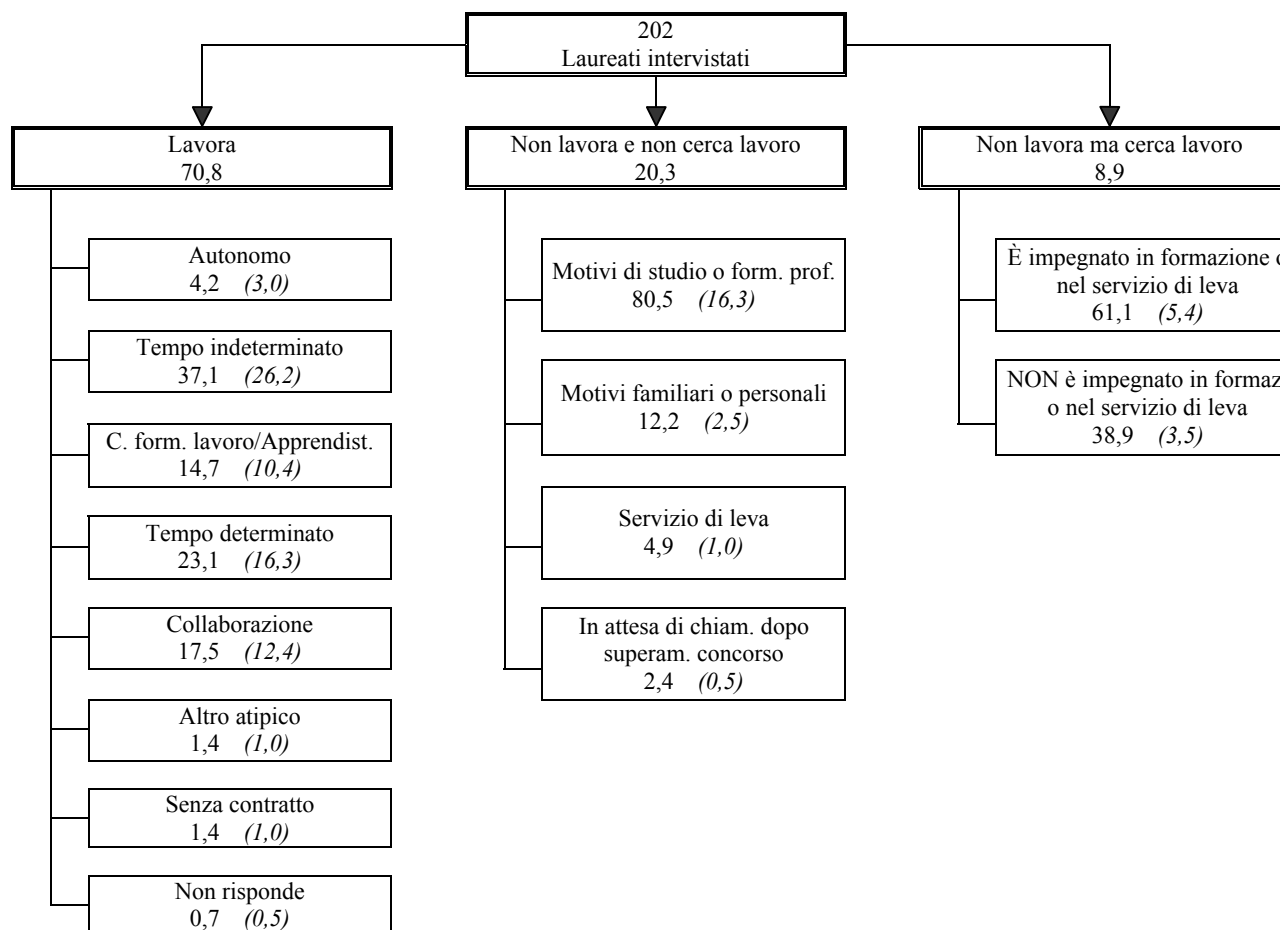 202
Laureati intervistati
Lavora
70,8
Autonomo
4,2 (3,0)
Tempo indeterminato
37,1 (26,2)
C. form. lavoro/Apprendist.
14,7 (10,4)
Tempo determinato
23,1 (16,3)
Collaborazione
17,5 (12,4)
Altro atipico
1,4 (1,0)
Senza contratto
1,4 (1,0)
Non risponde
0,7 (0,5)
Non lavora e non cerca lavoro
20,3
Motivi di studio o form. prof.
80,5 (16,3)
Motivi familiari o personali
12,2 (2,5)
Servizio di leva
4,9 (1,0)
In attesa di chiam. dopo
superam. concorso
2,4 (0,5)
Non lavora ma cerca lavoro
8,9
È impegnato in formazione
nel servizio di leva
61,1 (5,4)
NON è impegnato in
o nel servizio di leva
38,9 (3,5)